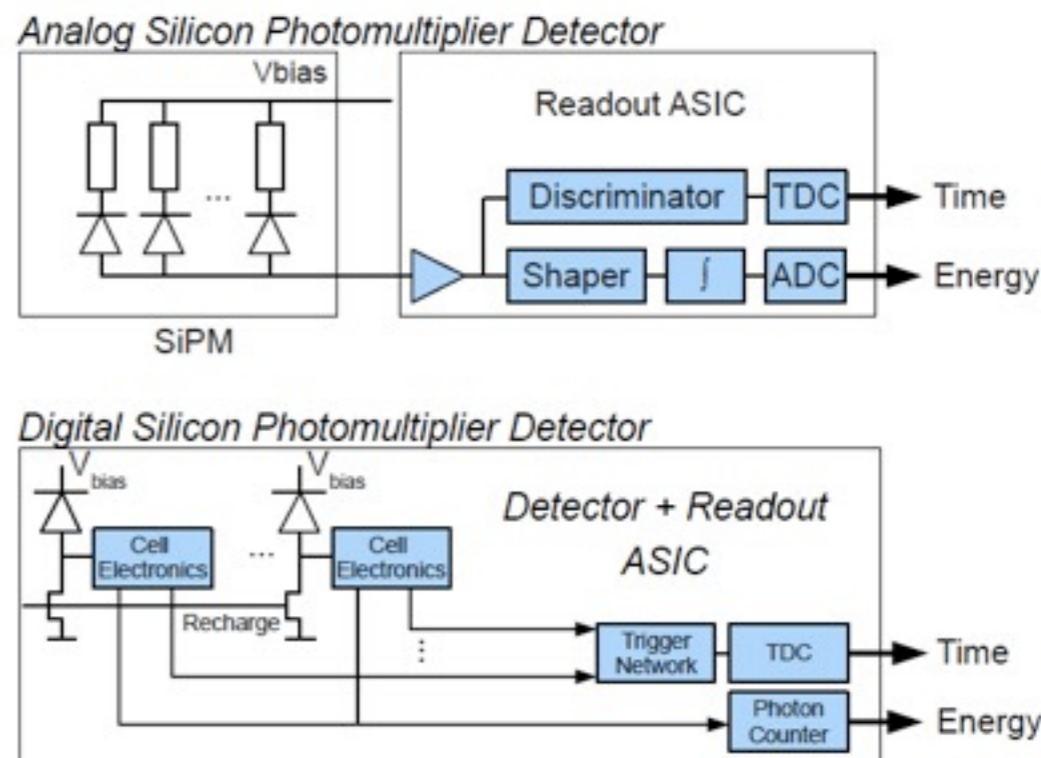 Analog Silicon Photomultiplier Detector
Vbias
Readout ASIC
...
Discriminator
TDC
Time
Shaper
∫
ADC
Energy
SiPM
Digital Silicon Photomultiplier Detector
Vbias
Vbias
Detector + Readout
ASIC
Cell
Electronics
...
Cell
Electronics
Recharge
Trigger
Network
TDC
Time
Photon
Counter
Energy